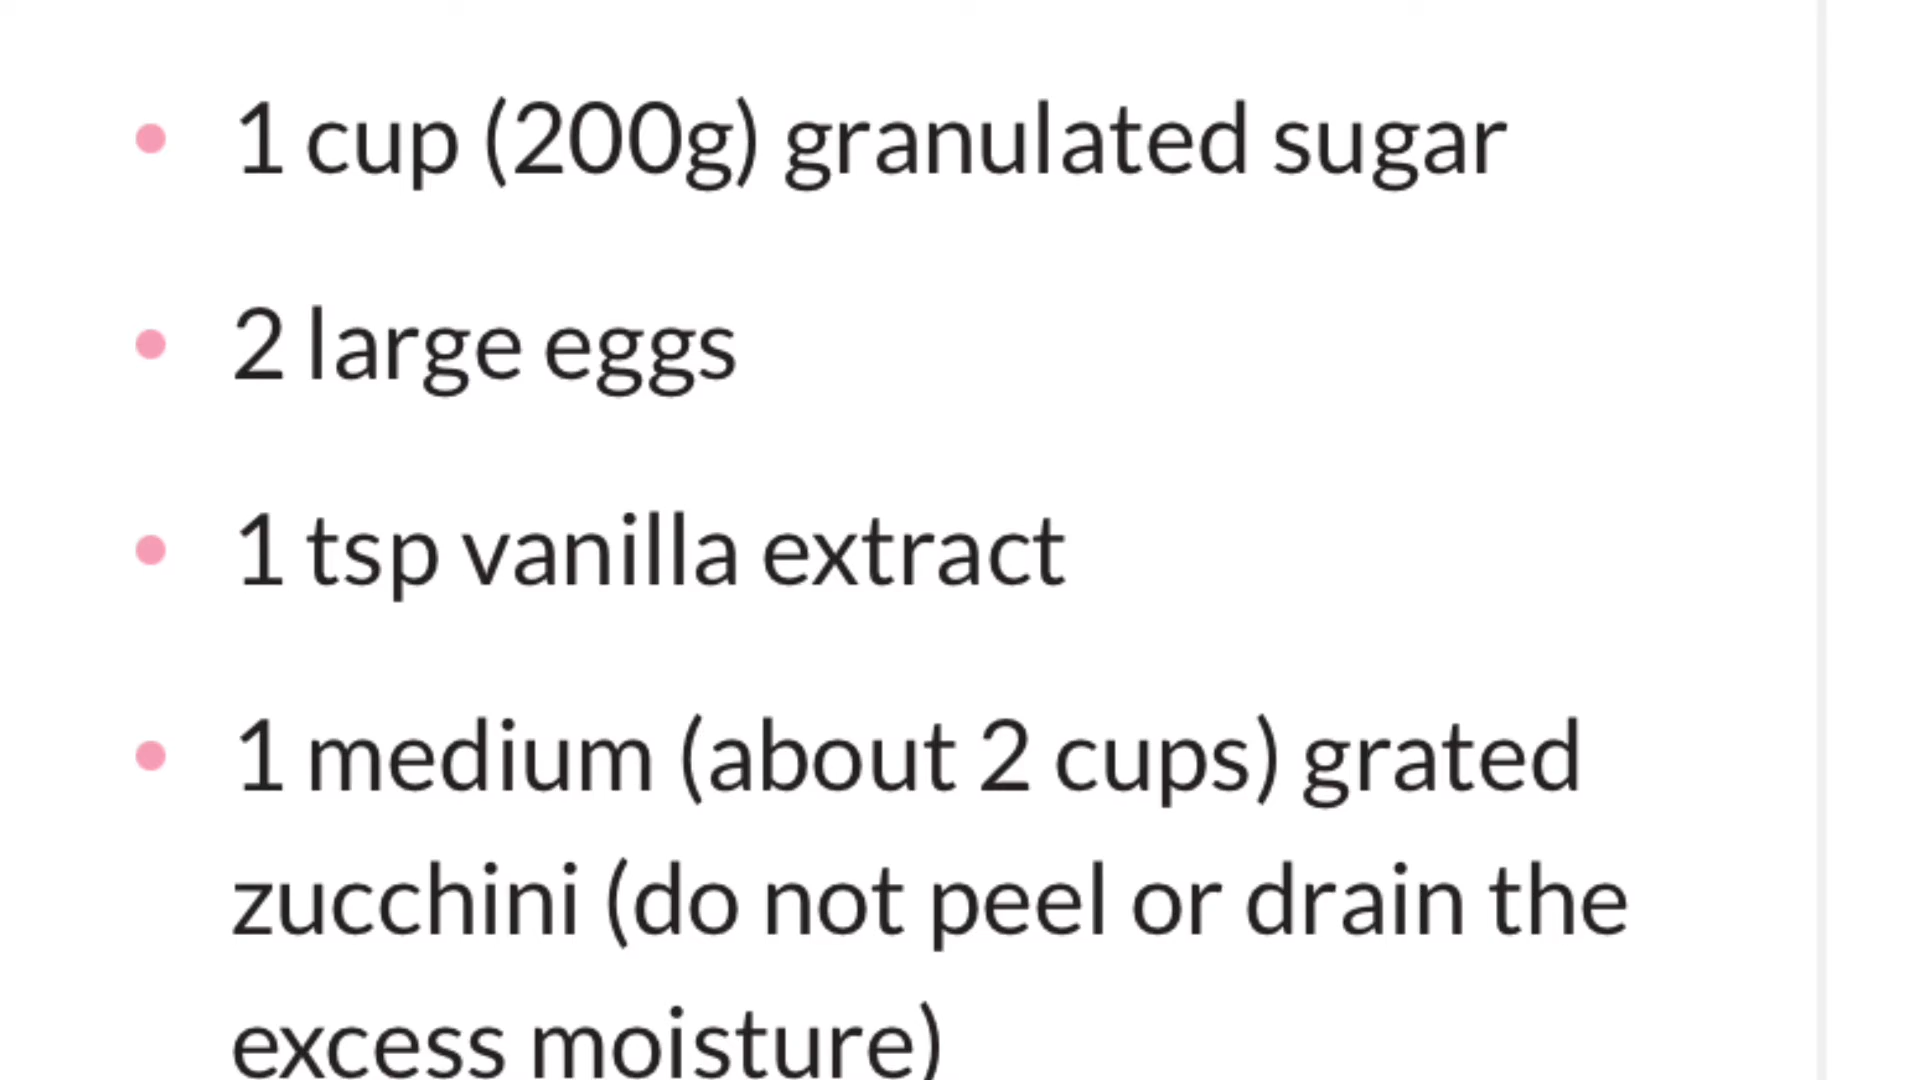 1 cup (200g) granulated sugar
2 large eggs
1 tsp vanilla extract
1 medium (about 2 cups) grated
zucchini (do not peel or drain the
excess moisture)